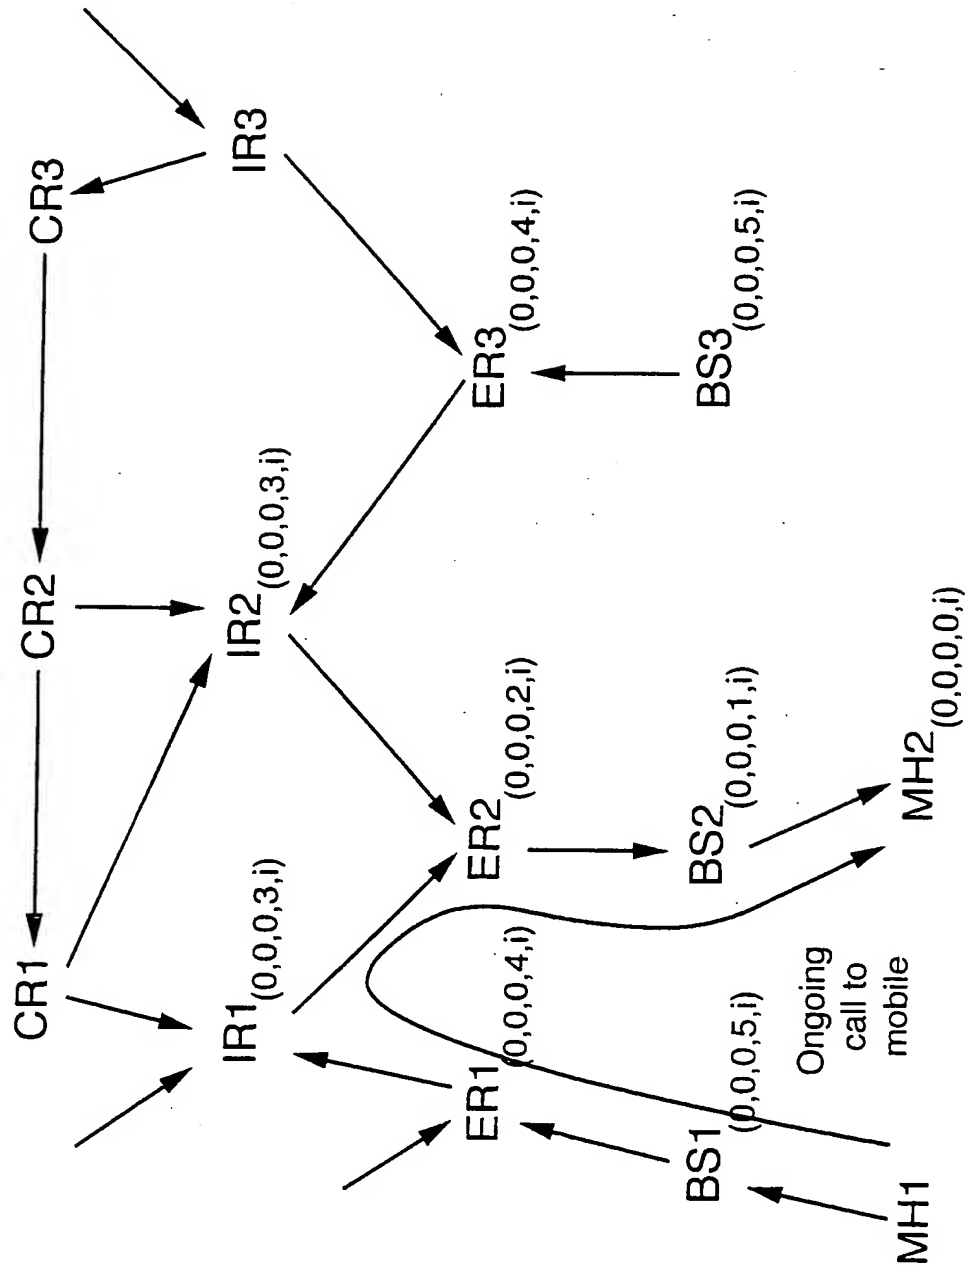 CR1
CR2
CR3
IR1(0,0,0,3,i)
IR2(0,0,0,3,i)
IR3
ER1(0,0,0,4,i)
ER2(0,0,0,2,i)
ER3(0,0,0,4,i)
BS1(0,0,0,5,i)
BS2(0,0,0,1,i)
BS3(0,0,0,5,i)
Ongoing
call to
mobile
MH1
MH2(0,0,0,0,i)